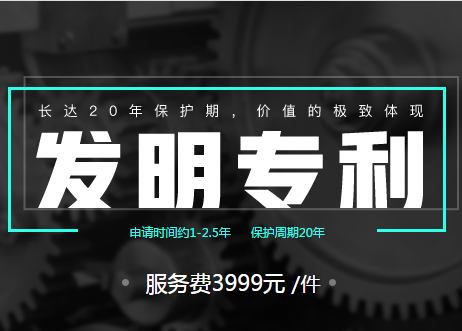 长达20年保护期，价值的极致体现
发明专利
申请时间约1-2.5年 保护周期20年
服务费3999元 /件